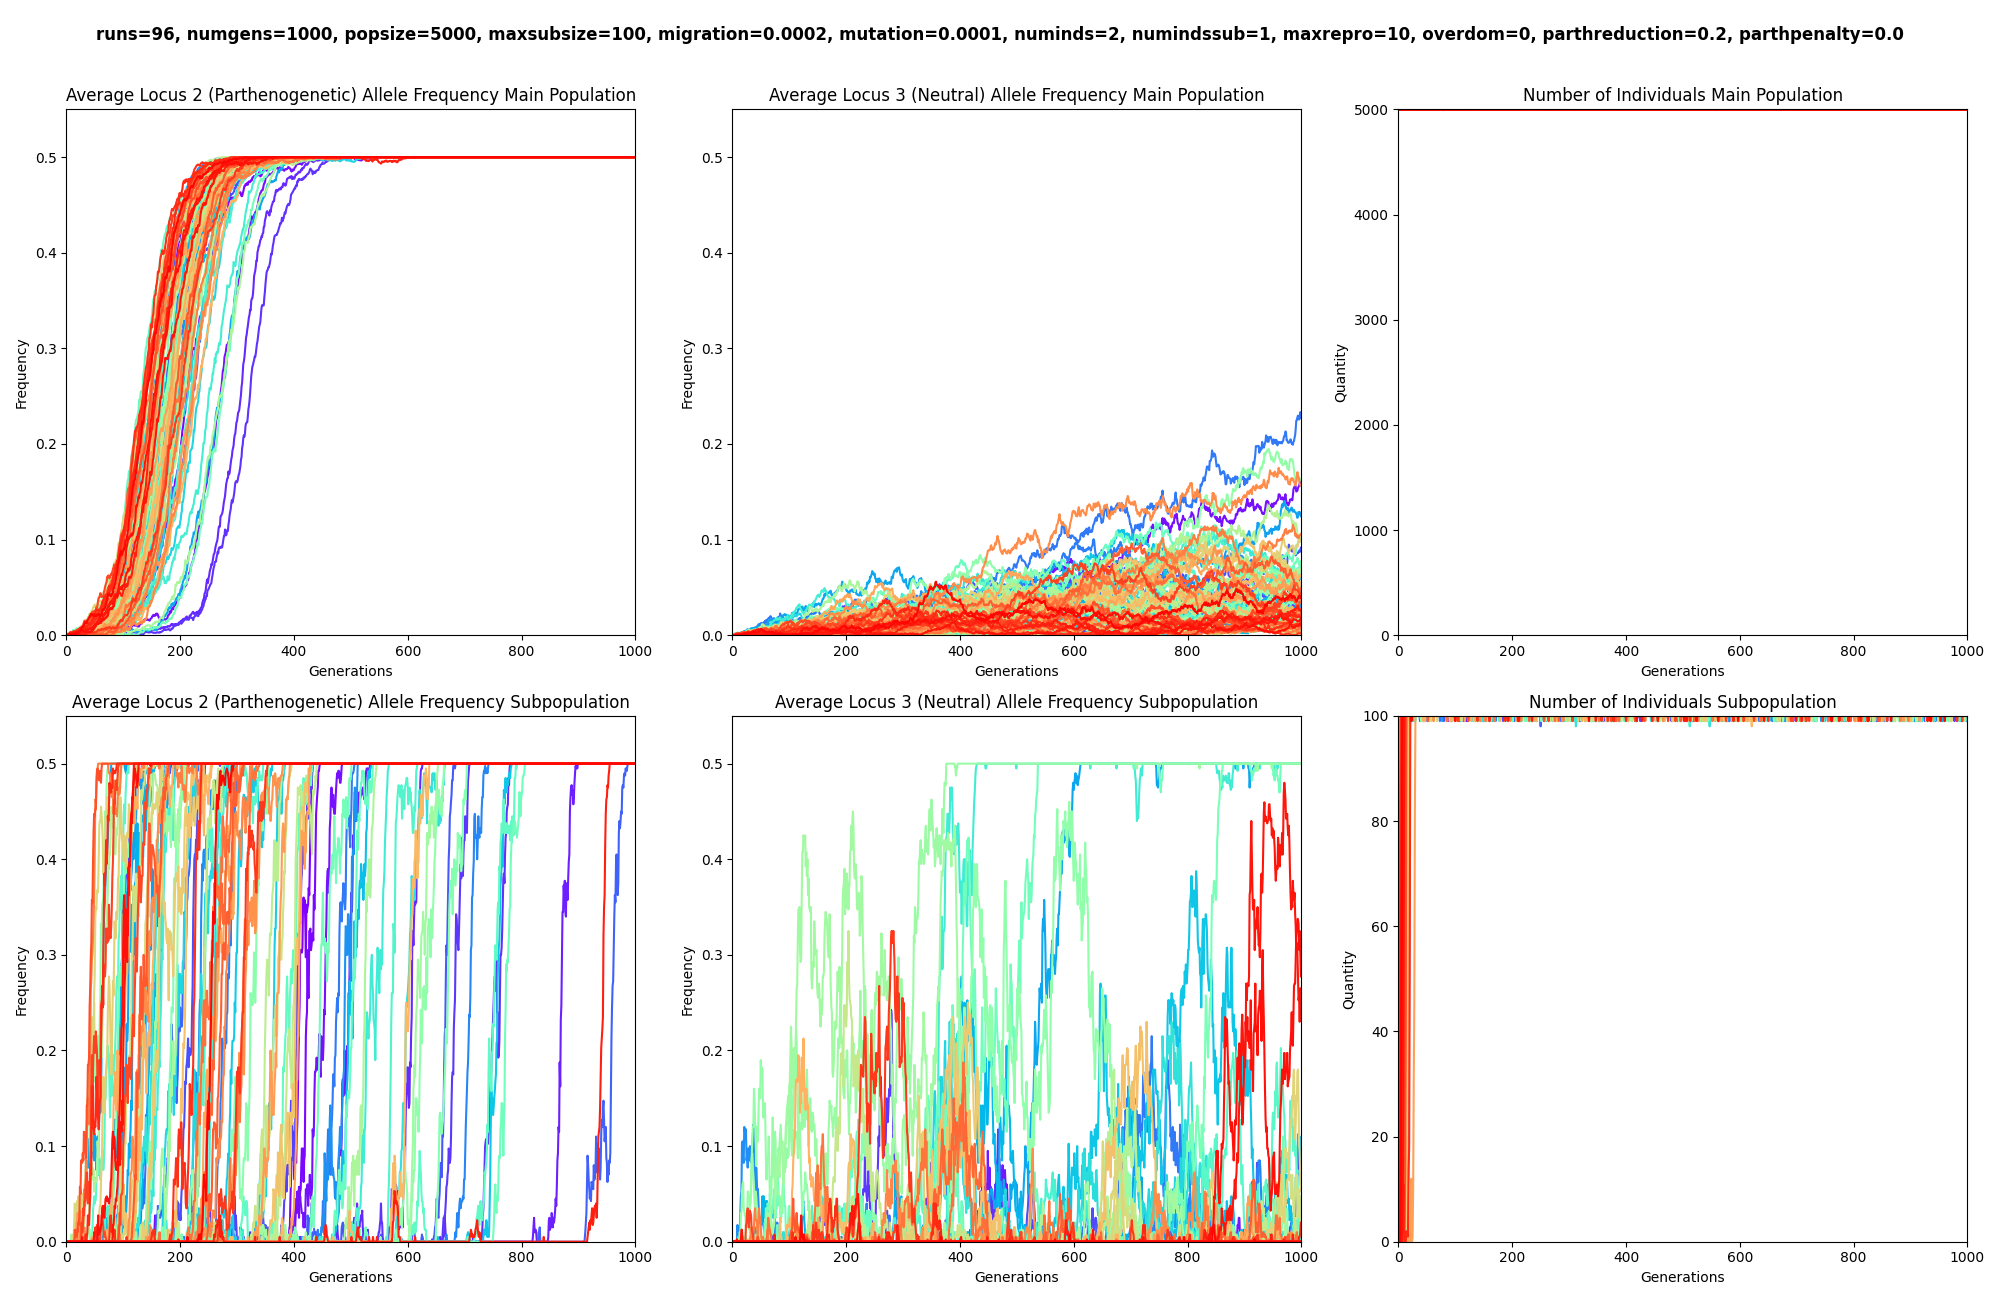 runs=96, numgens=1000, popsize=5000, maxsubsize=100, migration=0.0002, mutation=0.0001, numinds=2, numindssub=1, maxrepro=10, overdom=0, parthreduction=0.2, parthpenalty=0.0
Average Locus 2 (Parthenogenetic) Allele Frequency Main Population
Frequency
0.5
0.4
0.3
0.2
0.1
0.0
0 200 400 600 800 1000
Generations
Average Locus 3 (Neutral) Allele Frequency Main Population
Frequency
0.5
0.4
0.3
0.2
0.1
0.0
0 200 400 600 800 1000
Generations
Number of Individuals Main Population
Quantity
5000
4000
3000
2000
1000
0
0 200 400 600 800 1000
Generations
Average Locus 2 (Parthenogenetic) Allele Frequency Subpopulation
Frequency
0.5
0.4
0.3
0.2
0.1
0.0
0 200 400 600 800 1000
Generations
Average Locus 3 (Neutral) Allele Frequency Subpopulation
Frequency
0.5
0.4
0.3
0.2
0.1
0.0
0 200 400 600 800 1000
Generations
Number of Individuals Subpopulation
Quantity
100
80
60
40
20
0
0 200 400 600 800 1000
Generations